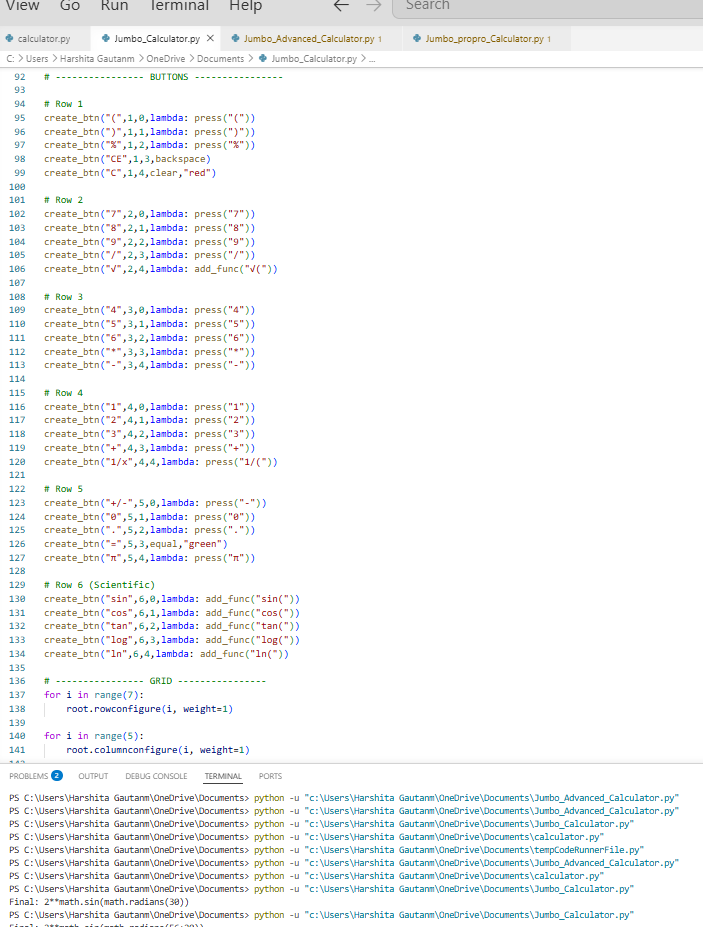 View Go Run Terminal Help ← → Search
calculator.py Jumbo_Calculator.py × Jumbo_Advanced_Calculator.py 1 Jumbo_propro_Calculator.py 1
C: > Users > Harshita Gautanm > OneDrive > Documents > Jumbo_Calculator.py > ...
92 # ---------------- BUTTONS ----------------
93
94 # Row 1
95 create_btn("(",1,0,lambda: press("("))
96 create_btn(")",1,1,lambda: press(")"))
97 create_btn("%",1,2,lambda: press("%"))
98 create_btn("CE",1,3,backspace)
99 create_btn("C",1,4,clear,"red")
100
101 # Row 2
102 create_btn("7",2,0,lambda: press("7"))
103 create_btn("8",2,1,lambda: press("8"))
104 create_btn("9",2,2,lambda: press("9"))
105 create_btn("/",2,3,lambda: press("/"))
106 create_btn("√",2,4,lambda: add_func("√("))
107
108 # Row 3
109 create_btn("4",3,0,lambda: press("4"))
110 create_btn("5",3,1,lambda: press("5"))
111 create_btn("6",3,2,lambda: press("6"))
112 create_btn("*",3,3,lambda: press("*"))
113 create_btn("-",3,4,lambda: press("-"))
114
115 # Row 4
116 create_btn("1",4,0,lambda: press("1"))
117 create_btn("2",4,1,lambda: press("2"))
118 create_btn("3",4,2,lambda: press("3"))
119 create_btn("+",4,3,lambda: press("+"))
120 create_btn("1/x",4,4,lambda: press("1/("))
121
122 # Row 5
123 create_btn("+/-",5,0,lambda: press("-"))
124 create_btn("0",5,1,lambda: press("0"))
125 create_btn(".",5,2,lambda: press("."))
126 create_btn("=",5,3,equal,"green")
127 create_btn("π",5,4,lambda: press("π"))
128
129 # Row 6 (Scientific)
130 create_btn("sin",6,0,lambda: add_func("sin("))
131 create_btn("cos",6,1,lambda: add_func("cos("))
132 create_btn("tan",6,2,lambda: add_func("tan("))
133 create_btn("log",6,3,lambda: add_func("log("))
134 create_btn("ln",6,4,lambda: add_func("ln("))
135
136 # ---------------- GRID ----------------
137 for i in range(7):
138 root.rowconfigure(i, weight=1)
139
140 for i in range(5):
141 root.columnconfigure(i, weight=1)
PROBLEMS 2 OUTPUT DEBUG CONSOLE TERMINAL PORTS
PS C:\Users\Harshita Gautanm\OneDrive\Documents> python -u "c:\Users\Harshita Gautanm\OneDrive\Documents\Jumbo_Advanced_Calculator.py"
PS C:\Users\Harshita Gautanm\OneDrive\Documents> python -u "c:\Users\Harshita Gautanm\OneDrive\Documents\Jumbo_Advanced_Calculator.py"
PS C:\Users\Harshita Gautanm\OneDrive\Documents> python -u "c:\Users\Harshita Gautanm\OneDrive\Documents\Jumbo_Calculator.py"
PS C:\Users\Harshita Gautanm\OneDrive\Documents> python -u "c:\Users\Harshita Gautanm\OneDrive\Documents\calculator.py"
PS C:\Users\Harshita Gautanm\OneDrive\Documents> python -u "c:\Users\Harshita Gautanm\OneDrive\Documents\tempCodeRunnerFile.py"
PS C:\Users\Harshita Gautanm\OneDrive\Documents> python -u "c:\Users\Harshita Gautanm\OneDrive\Documents\Jumbo_Advanced_Calculator.py"
PS C:\Users\Harshita Gautanm\OneDrive\Documents> python -u "c:\Users\Harshita Gautanm\OneDrive\Documents\calculator.py"
PS C:\Users\Harshita Gautanm\OneDrive\Documents> python -u "c:\Users\Harshita Gautanm\OneDrive\Documents\Jumbo_Calculator.py"
Final: 2**math.sin(math.radians(30))
PS C:\Users\Harshita Gautanm\OneDrive\Documents> python -u "c:\Users\Harshita Gautanm\OneDrive\Documents\Jumbo_Calculator.py"